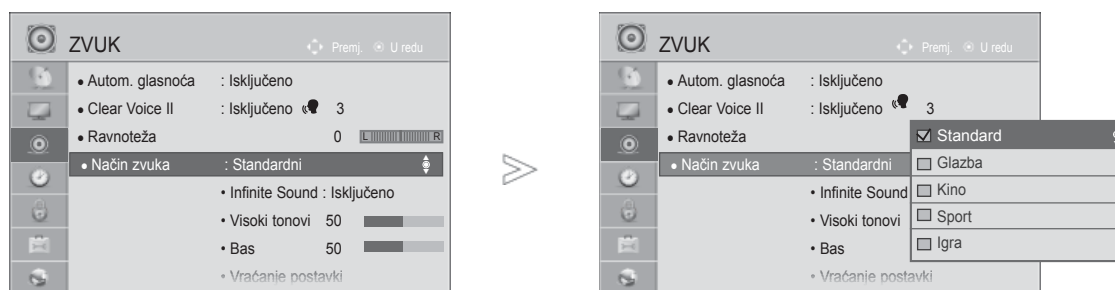 ZVUK
Premj. U redu
• Autom. glasnoća : Isključeno
• Clear Voice II : Isključeno 3
• Ravnoteža 0 L R
• Način zvuka : Standardni
• Infinite Sound : Isključeno
• Visoki tonovi 50
• Bas 50
• Vraćanje postavki
ZVUK
Premj. U redu
• Autom. glasnoća : Isključeno
• Clear Voice II : Isključeno 3
• Ravnoteža 0
• Način zvuka : Standardni
• Infinite Sound
• Visoki tonovi
• Bas
• Vraćanje postavki
Standard
Glazba
Kino
Sport
Igra